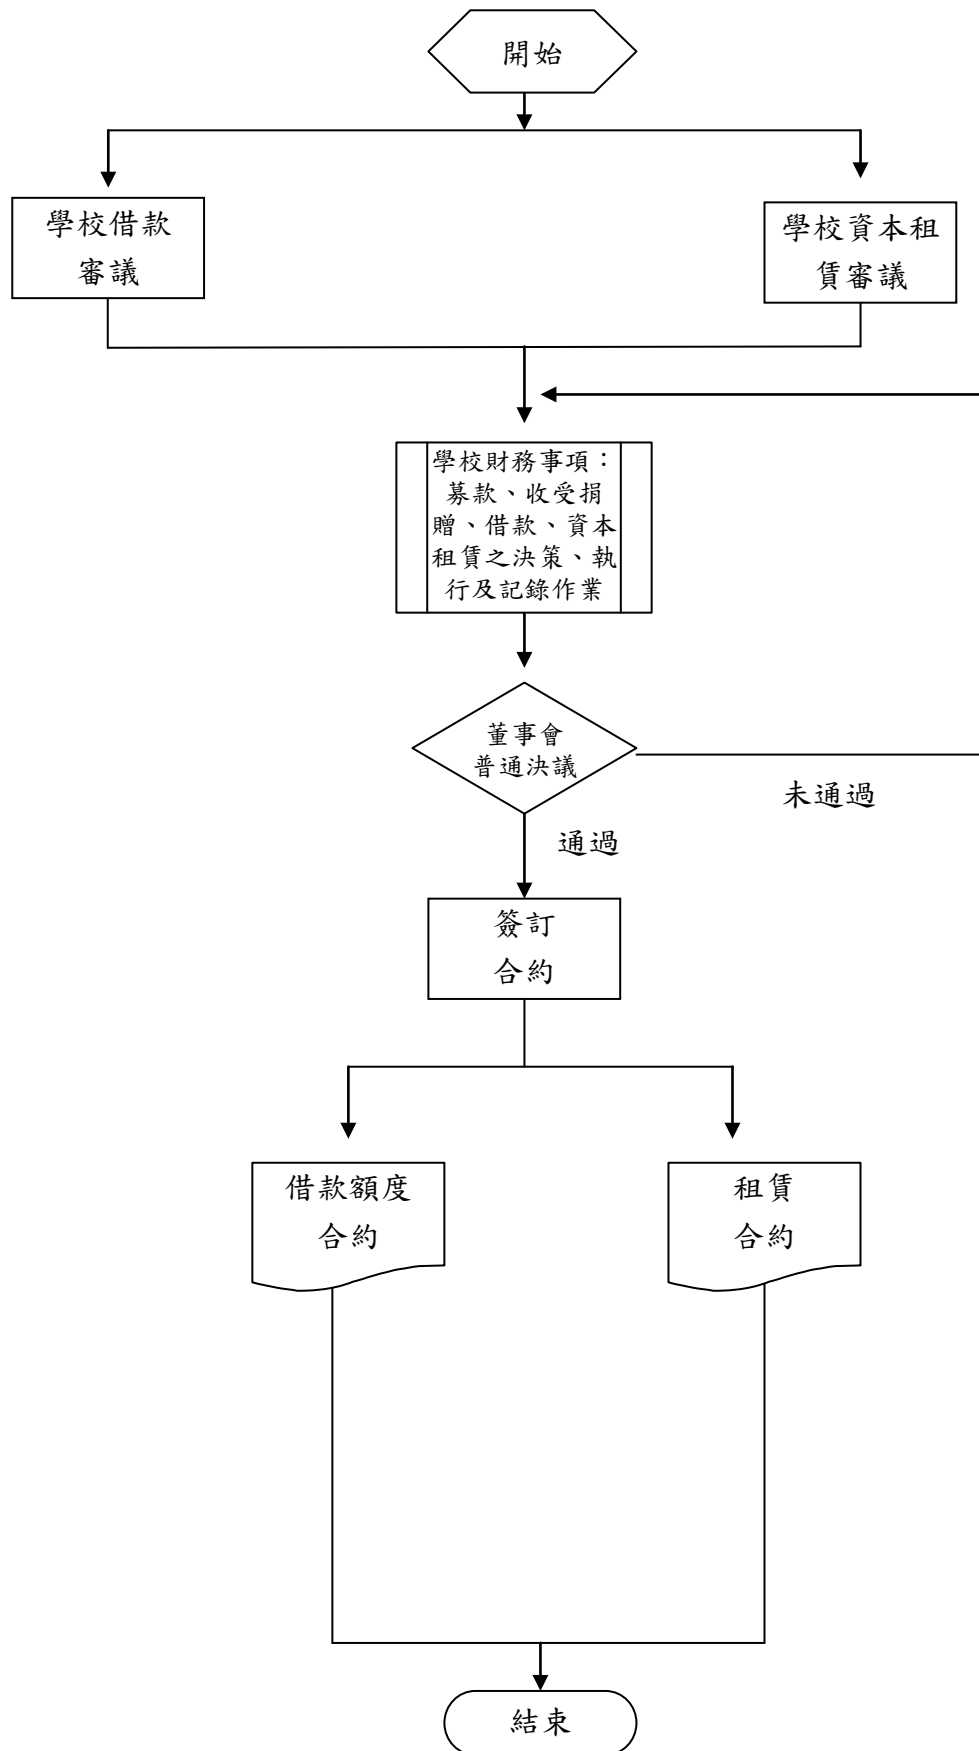 開始
學校借款
審議
學校資本租
賃審議
學校財務事項：
募款、收受捐
贈、借款、資本
租賃之決策、執
行及記錄作業
董事會
普通決議
未通過
通過
簽訂
合約
借款額度
合約
租賃
合約
結束